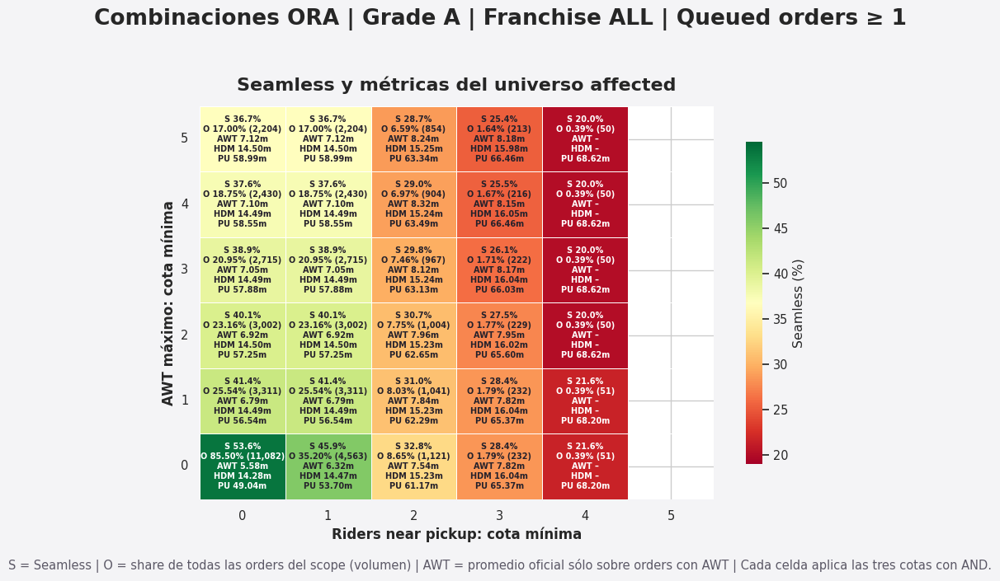 Combinaciones ORA | Grade A | Franchise ALL | Queued orders ≥ 1
Seamless y métricas del universo affected
AWT máximo: cota mínima
5
S 36.7%
O 17.00% (2,204)
AWT 7.12m
HDM 14.50m
PU 58.99m
S 36.7%
O 17.00% (2,204)
AWT 7.12m
HDM 14.50m
PU 58.99m
S 28.7%
O 6.59% (854)
AWT 8.24m
HDM 15.25m
PU 63.34m
S 25.4%
O 1.64% (213)
AWT 8.18m
HDM 15.98m
PU 66.46m
S 20.0%
O 0.39% (50)
AWT –
HDM –
PU 68.62m
4
S 37.6%
O 18.75% (2,430)
AWT 7.10m
HDM 14.49m
PU 58.55m
S 37.6%
O 18.75% (2,430)
AWT 7.10m
HDM 14.49m
PU 58.55m
S 29.0%
O 6.97% (904)
AWT 8.32m
HDM 15.24m
PU 63.49m
S 25.5%
O 1.67% (216)
AWT 8.15m
HDM 16.05m
PU 66.46m
S 20.0%
O 0.39% (50)
AWT –
HDM –
PU 68.62m
3
S 38.9%
O 20.95% (2,715)
AWT 7.05m
HDM 14.49m
PU 57.88m
S 38.9%
O 20.95% (2,715)
AWT 7.05m
HDM 14.49m
PU 57.88m
S 29.8%
O 7.46% (967)
AWT 8.12m
HDM 15.24m
PU 63.13m
S 26.1%
O 1.71% (222)
AWT 8.17m
HDM 16.04m
PU 66.03m
S 20.0%
O 0.39% (50)
AWT –
HDM –
PU 68.62m
2
S 40.1%
O 23.16% (3,002)
AWT 6.92m
HDM 14.50m
PU 57.25m
S 40.1%
O 23.16% (3,002)
AWT 6.92m
HDM 14.50m
PU 57.25m
S 30.7%
O 7.75% (1,004)
AWT 7.96m
HDM 15.23m
PU 62.65m
S 27.5%
O 1.77% (229)
AWT 7.95m
HDM 16.02m
PU 65.60m
S 20.0%
O 0.39% (50)
AWT –
HDM –
PU 68.62m
1
S 41.4%
O 25.54% (3,311)
AWT 6.79m
HDM 14.49m
PU 56.54m
S 41.4%
O 25.54% (3,311)
AWT 6.79m
HDM 14.49m
PU 56.54m
S 31.0%
O 8.03% (1,041)
AWT 7.84m
HDM 15.23m
PU 62.29m
S 28.4%
O 1.79% (232)
AWT 7.82m
HDM 16.04m
PU 65.37m
S 21.6%
O 0.39% (51)
AWT –
HDM –
PU 68.20m
0
S 53.6%
O 85.50% (11,082)
AWT 5.58m
HDM 14.28m
PU 49.04m
S 45.9%
O 35.20% (4,563)
AWT 6.32m
HDM 14.47m
PU 53.70m
S 32.8%
O 8.65% (1,121)
AWT 7.54m
HDM 15.23m
PU 61.17m
S 28.4%
O 1.79% (232)
AWT 7.82m
HDM 16.04m
PU 65.37m
S 21.6%
O 0.39% (51)
AWT –
HDM –
PU 68.20m
0 1 2 3 4 5
Riders near pickup: cota mínima
50
45
40
35
30
25
20
Seamless (%)
S = Seamless | O = share de todas las orders del scope (volumen) | AWT = promedio oficial sólo sobre orders con AWT | Cada celda aplica las tres cotas con AND.